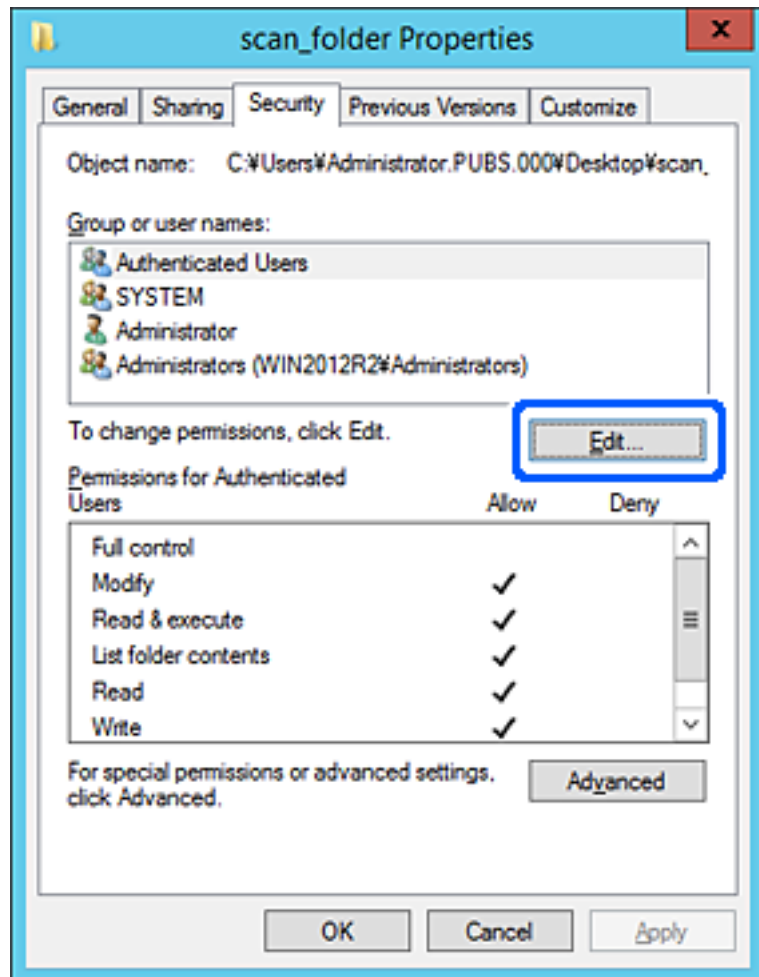 scan_folder Properties
x
General Sharing Security Previous Versions Customize
Object name: C:¥Users¥Administrator.PUBS.000¥Desktop¥scan_
Group or user names:
Authenticated Users
SYSTEM
Administrator
Administrators (WIN2012R2¥Administrators)
To change permissions, click Edit.
Edit...
Permissions for Authenticated
Users Allow Deny
Full control
Modify
Read & execute
List folder contents
Read
Write
For special permissions or advanced settings,
click Advanced.
Advanced
OK Cancel Apply